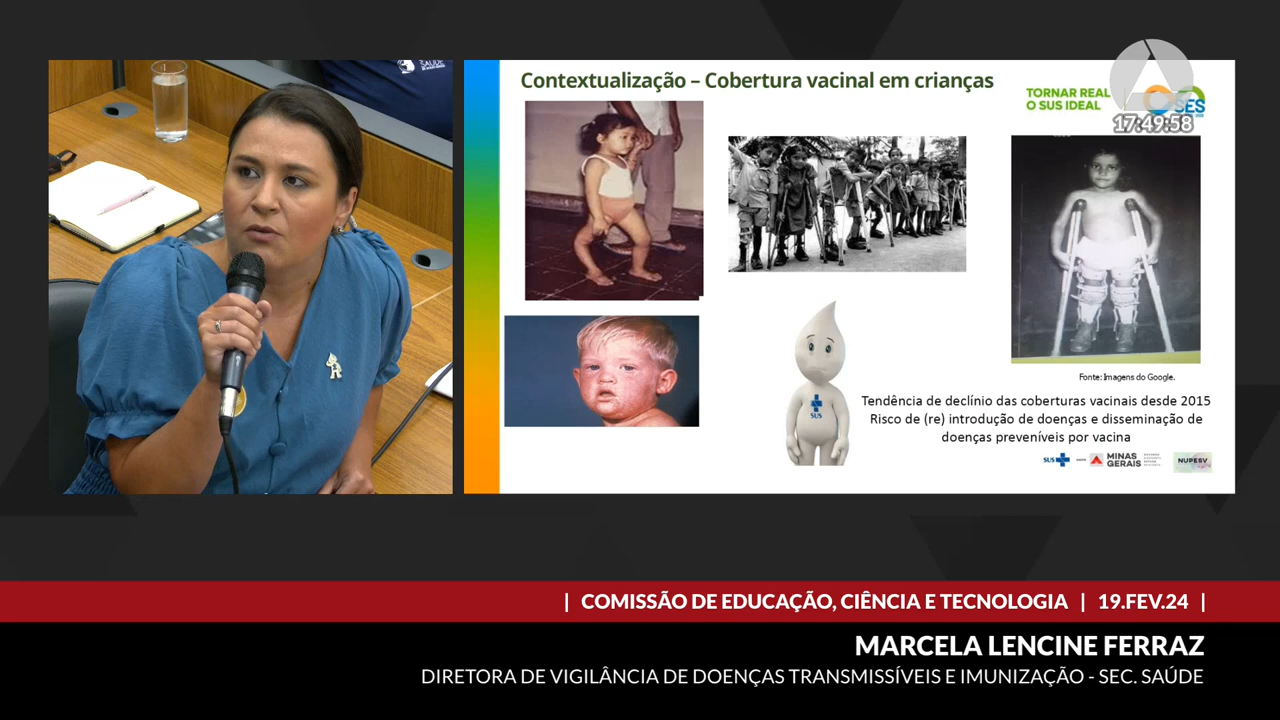 Contextualização – Cobertura vacinal em crianças
TORNAR REAL
O SUS IDEAL
SES
17:49:58
Fonte: Imagens do Google.
SUS
Tendência de declínio das coberturas vacinais desde 2015
Risco de (re) introdução de doenças e disseminação de
doenças preveníveis por vacina
SUS
MINAS
GERAIS
NUPESV
| COMISSÃO DE EDUCAÇÃO, CIÊNCIA E TECNOLOGIA | 19.FEV.24 |
MARCELA LENCINE FERRAZ
DIRETORA DE VIGILÂNCIA DE DOENÇAS TRANSMISSÍVEIS E IMUNIZAÇÃO - SEC. SAÚDE